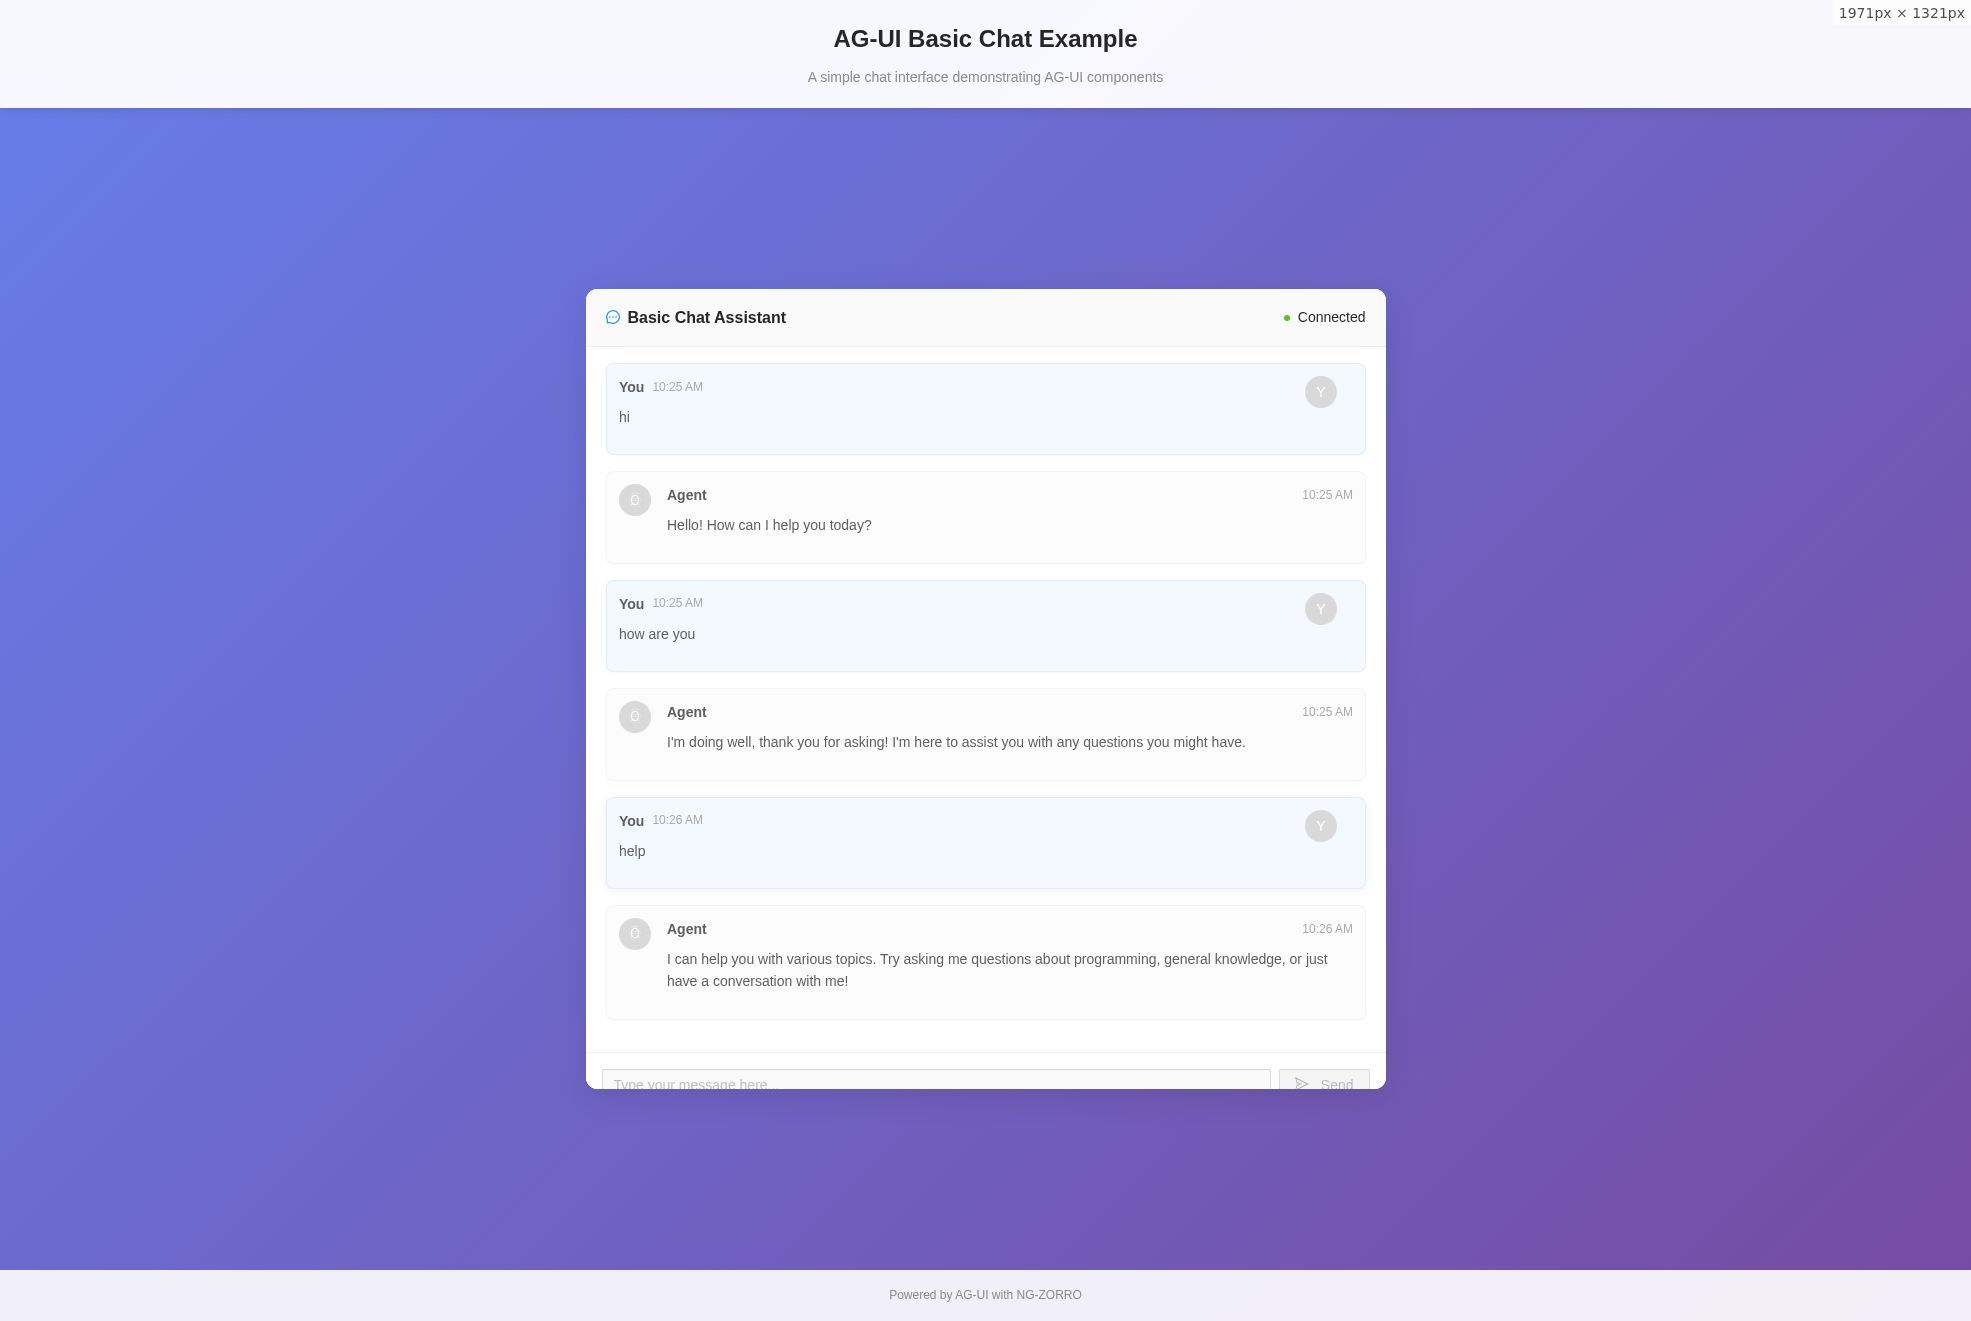 1971px × 1321px
AG-UI Basic Chat Example
A simple chat interface demonstrating AG-UI components
Basic Chat Assistant
Connected
You 10:25 AM
Y
hi
Agent 10:25 AM
Hello! How can I help you today?
You 10:25 AM
Y
how are you
Agent 10:25 AM
I'm doing well, thank you for asking! I'm here to assist you with any questions you might have.
You 10:26 AM
Y
help
Agent 10:26 AM
I can help you with various topics. Try asking me questions about programming, general knowledge, or just
have a conversation with me!
Type your message here...
Send
Powered by AG-UI with NG-ZORRO